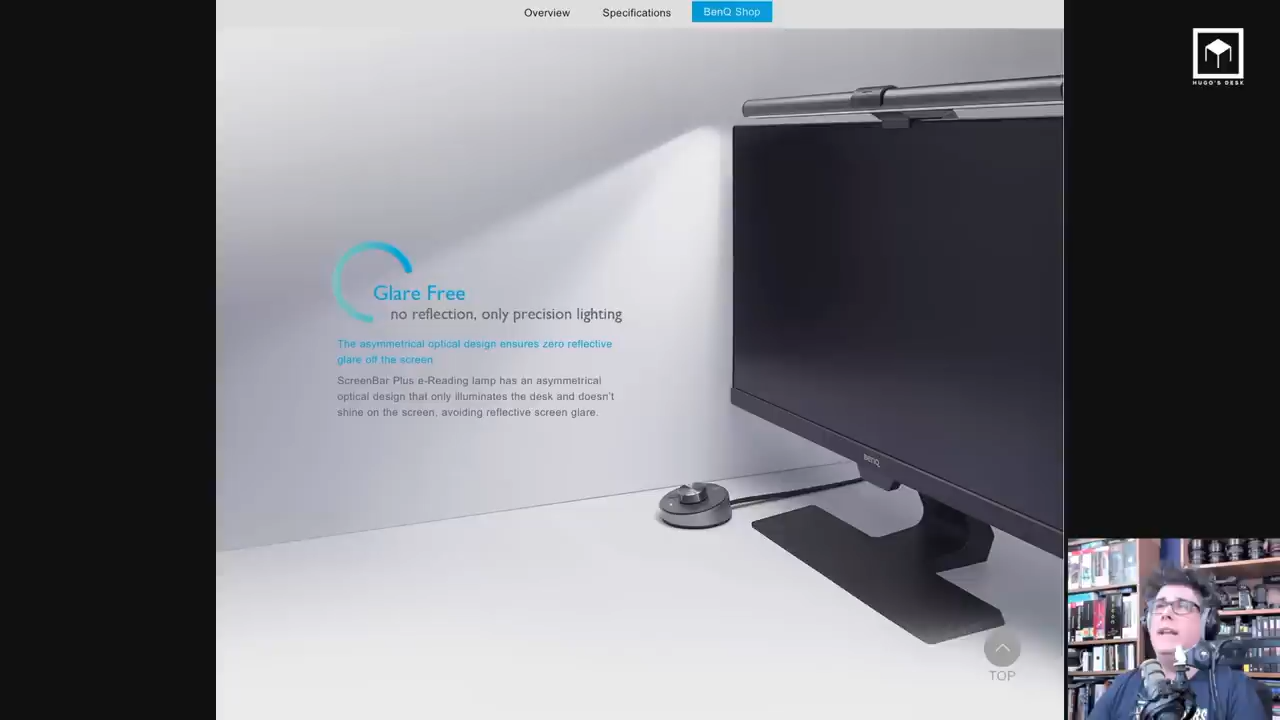 Overview Specifications BenQ Shop
HUGO'S DESK
Glare Free
no reflection, only precision lighting
The asymmetrical optical design ensures zero reflective
glare off the screen
ScreenBar Plus e-Reading lamp has an asymmetrical
optical design that only illuminates the desk and doesn't
shine on the screen, avoiding reflective screen glare.
BenQ
TOP